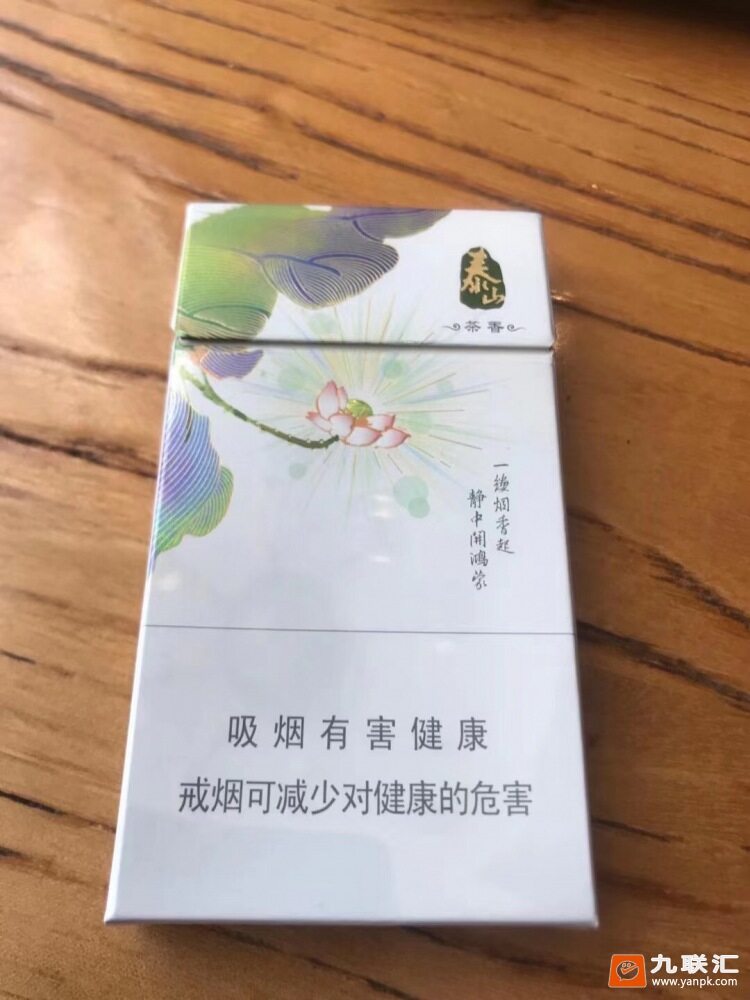 泰山
茶香
一缕烟香起
静中开鸿蒙
吸烟有害健康
戒烟可减少对健康的危害
九联汇
www.yanpk.com